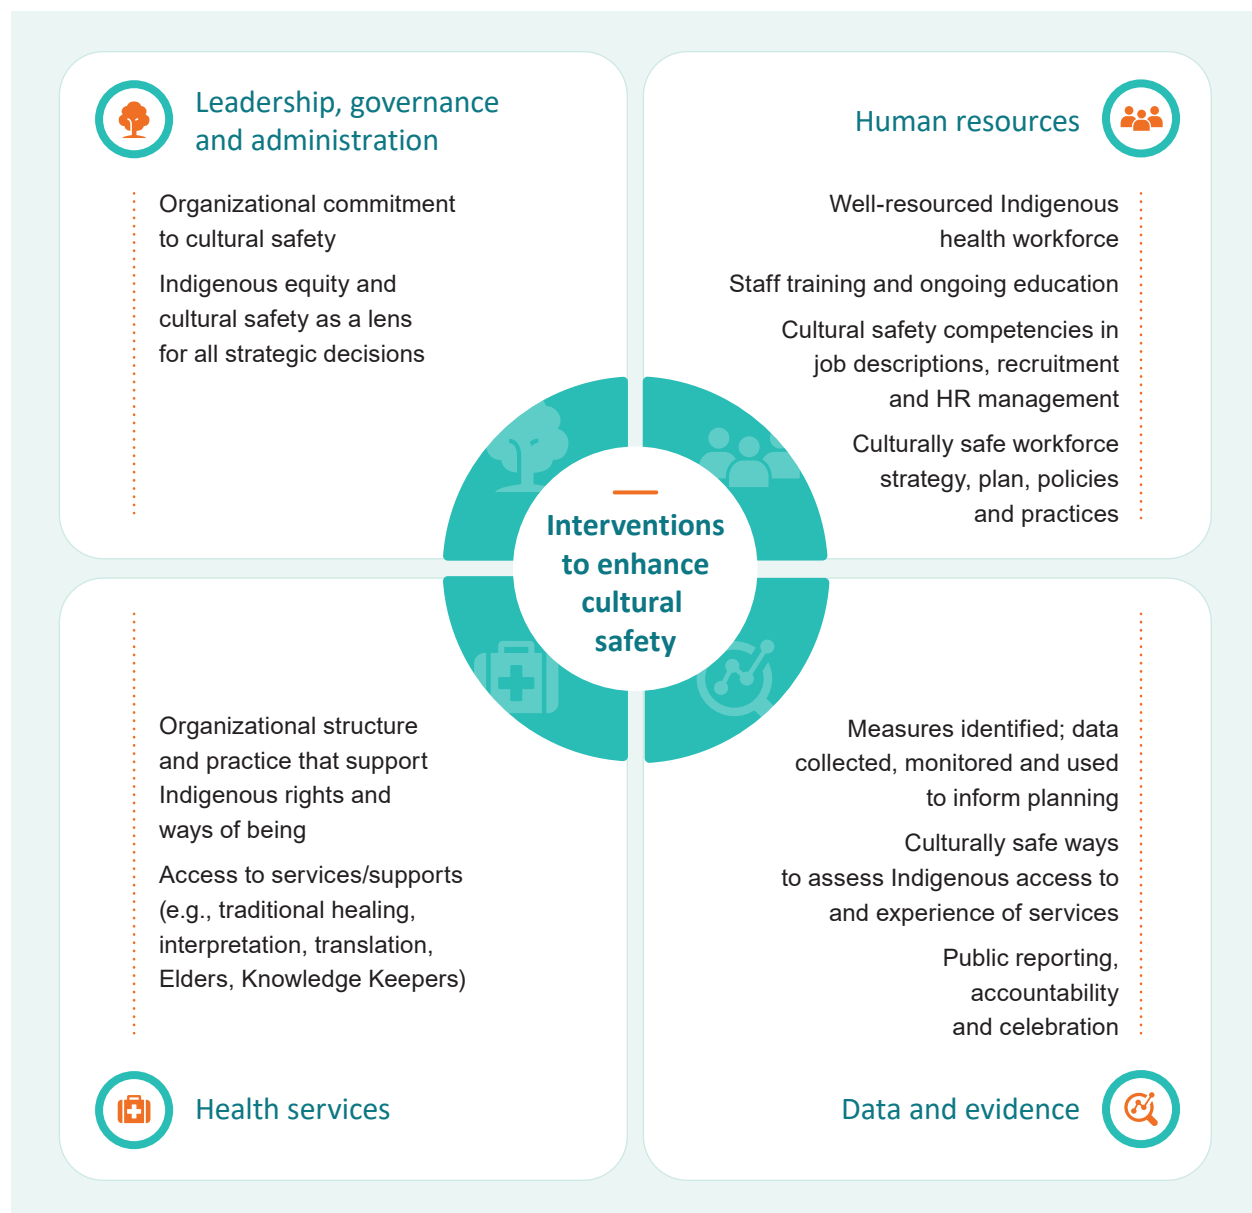 Leadership, governance
and administration
Organizational commitment
to cultural safety
Indigenous equity and
cultural safety as a lens
for all strategic decisions
Human resources
Well-resourced Indigenous
health workforce
Staff training and ongoing education
Cultural safety competencies in
job descriptions, recruitment
and HR management
Culturally safe workforce
strategy, plan, policies
and practices
Interventions
to enhance
cultural
safety
Organizational structure
and practice that support
Indigenous rights and
ways of being
Access to services/supports
(e.g., traditional healing,
interpretation, translation,
Elders, Knowledge Keepers)
Health services
Measures identified; data
collected, monitored and used
to inform planning
Culturally safe ways
to assess Indigenous access to
and experience of services
Public reporting,
accountability
and celebration
Data and evidence